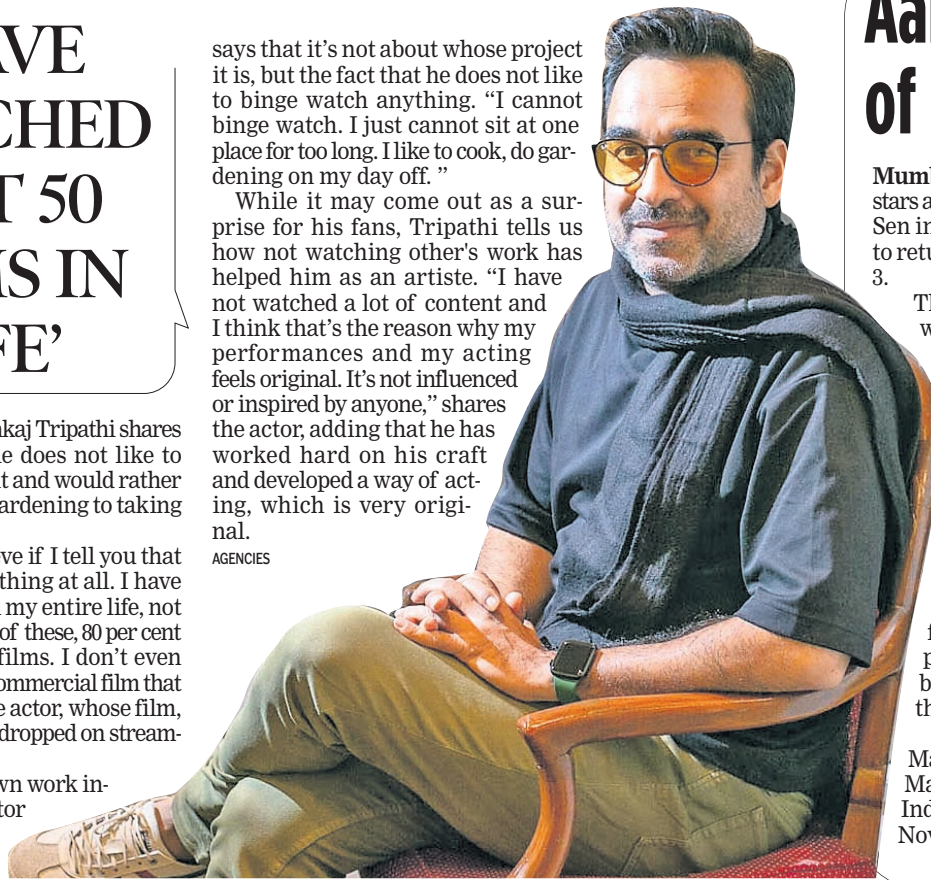 AVE
CHED
T 50
MS IN
FE’
nkaj Tripathi shares
e does not like to
t and would rather
ardening to taking
ve if I tell you that
thing at all. I have
my entire life, not
of these, 80 per cent
films. I don’t even
ommercial film that
e actor, whose film,
dropped on stream-
wn work in-
tor
says that it’s not about whose project
it is, but the fact that he does not like
to binge watch anything. “I cannot
binge watch. I just cannot sit at one
place for too long. I like to cook, do gar-
dening on my day off. ”
While it may come out as a sur-
prise for his fans, Tripathi tells us
how not watching other's work has
helped him as an artiste. “I have
not watched a lot of content and
I think that’s the reason why my
performances and my acting
feels original. It’s not influenced
or inspired by anyone,” shares
the actor, adding that he has
worked hard on his craft
and developed a way of act-
ing, which is very origi-
nal.
AGENCIES
Aa
of
Mumb
stars a
Sen in
to retu
3.
Th
w
f
p
b
th
Ma
Ma
Ind
Nov